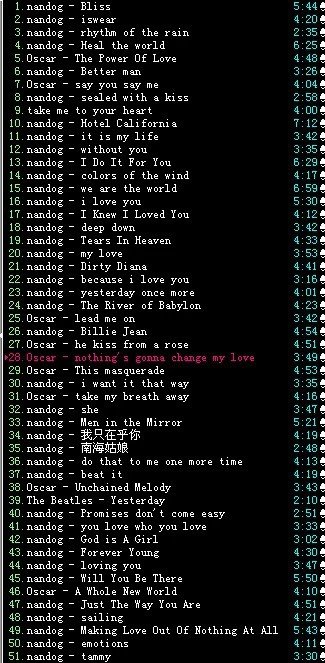 1.nandog - Bliss 5:44
2.nandog - iswear 4:20
3.nandog - rhythm of the rain 2:35
4.nandog - Heal the world 6:25
5.Oscar - The Power Of Love 4:48
6.nandog - Better man 3:26
7.Oscar - say you say me 4:04
8.nandog - sealed with a kiss 2:58
9.take me to your heart 4:00
10.nandog - Hotel California 7:12
11.nandog - it is my life 3:42
12.nandog - without you 3:35
13.nandog - I Do It For You 6:29
14.nandog - colors of the wind 4:17
15.nandog - we are the world 6:59
16.nandog - i love you 5:30
17.nandog - I Knew I Loved You 4:12
18.nandog - deep down 3:42
19.nandog - Tears In Heaven 4:33
20.nandog - my love 3:53
21.nandog - Dirty Diana 4:41
22.nandog - because i love you 3:16
23.nandog - yesterday once more 4:01
24.nandog - The River of Babylon 4:23
25.Oscar - lead me on 3:42
26.nandog - Billie Jean 4:54
27.Oscar - he kiss from a rose 4:51
28.Oscar - nothing's gonna change my love 3:49
29.Oscar - This masquerade 4:53
30.nandog - i want it that way 3:35
31.Oscar - take my breath away 4:16
32.nandog - she 3:47
33.nandog - Men in the Mirror 5:21
34.nandog - 我只在乎你 4:19
35.nandog - 南海姑娘 2:48
36.nandog - do that to me one more time 4:13
37.nandog - beat it 4:19
38.Oscar - Unchained Melody 3:43
39.The Beatles - Yesterday 2:10
40.nandog - Promises don't come easy 2:51
41.nandog - you love who you love 3:33
42.nandog - God is A Girl 3:02
43.nandog - Forever Young 4:30
44.nandog - loving you 3:47
45.nandog - Will You Be There 5:50
46.Oscar - A Whole New World 4:10
47.nandog - Just The Way You Are 4:51
48.nandog - sailing 4:21
49.nandog - Making Love Out Of Nothing At All 5:43
50.nandog - emotions 4:11
51.nandog - tammy 3:30